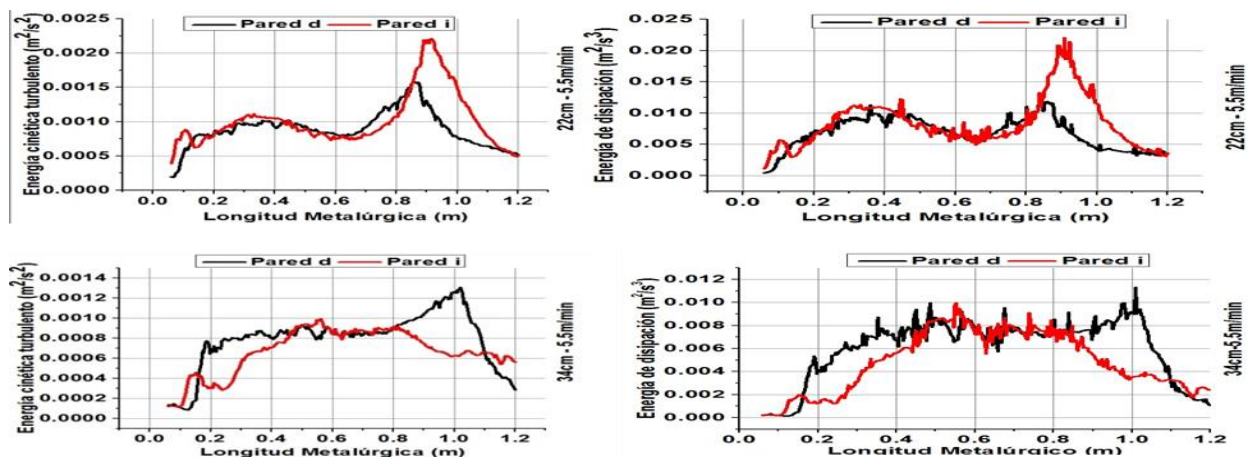 Pared d Pared i
Energía cinética turbulento (m²/s²)
0.0025
0.0020
0.0015
0.0010
0.0005
0.0000
0.0 0.2 0.4 0.6 0.8 1.0 1.2
Longitud Metalúrgica (m)
22cm - 5.5m/min
Pared d Pared i
Energía de disipación (m²/s³)
0.025
0.020
0.015
0.010
0.005
0.000
0.0 0.2 0.4 0.6 0.8 1.0 1.2
Longitud Metalúrgica (m)
22cm - 5.5m/min
Pared d Pared i
Energía cinética turbulento (m²/s²)
0.0014
0.0012
0.0010
0.0008
0.0006
0.0004
0.0002
0.0000
0.0 0.2 0.4 0.6 0.8 1.0 1.2
Longitud Metalúrgica (m)
34cm - 5.5m/min
Pared d Pared i
Energía de disipación (m²/s³)
0.012
0.010
0.008
0.006
0.004
0.002
0.000
0.0 0.2 0.4 0.6 0.8 1.0 1.2
Longitud Metalúrgico (m)
34cm-5.5m/min